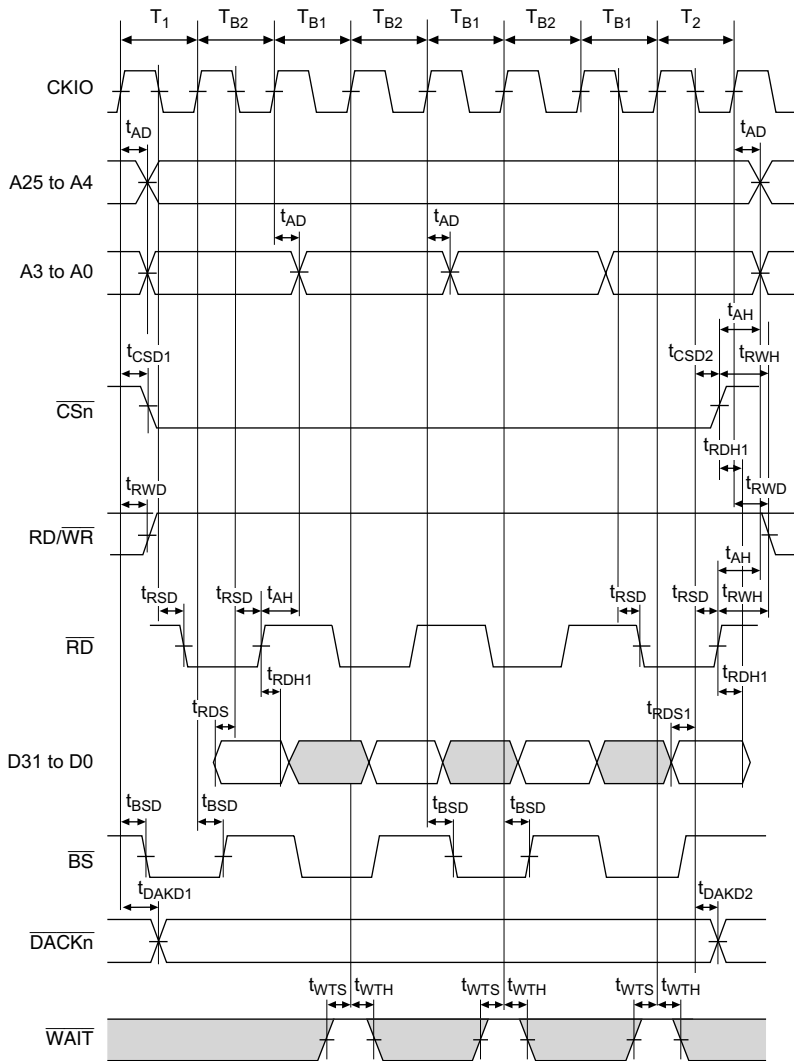 T1 TB2 TB1 TB2 TB1 TB2 TB1 T2
CKIO
tAD tAD
A25 to A4
tAD tAD
A3 to A0
tAH
tCSD1 tCSD2 tRWH
CSn
tRDH1
tRWD tRWD
RD/WR
tAH
tRSD tRSD tAH tRSD tRSD tRWH
RD
tRDH1 tRDH1
tRDS tRDS1
D31 to D0
tBSD tBSD tBSD tBSD
BS
tDAKD1 tDAKD2
DACKn
tWTS tWTH tWTS tWTH tWTS tWTH
WAIT